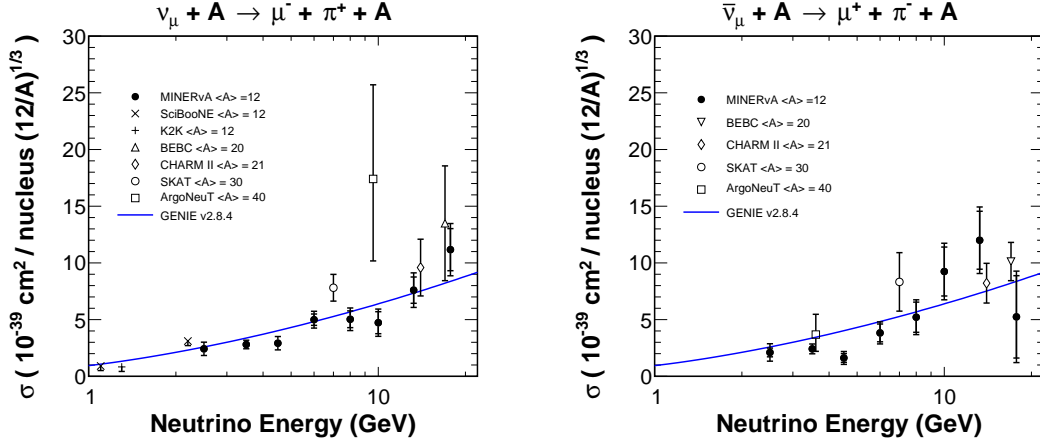 ν_μ + A → μ⁻ + π⁺ + A
σ ( 10⁻³⁹ cm² / nucleus (12/A)^1/3 )
30
25
20
15
10
5
0
MINERvA <A> =12
SciBooNE <A> = 12
K2K <A> = 12
BEBC <A> = 20
CHARM II <A> = 21
SKAT <A> = 30
ArgoNeuT <A> = 40
GENIE v2.8.4
1 10
Neutrino Energy (GeV)
ν̅_μ + A → μ⁺ + π⁻ + A
σ ( 10⁻³⁹ cm² / nucleus (12/A)^1/3 )
30
25
20
15
10
5
0
MINERvA <A> =12
BEBC <A> = 20
CHARM II <A> = 21
SKAT <A> = 30
ArgoNeuT <A> = 40
GENIE v2.8.4
1 10
Neutrino Energy (GeV)